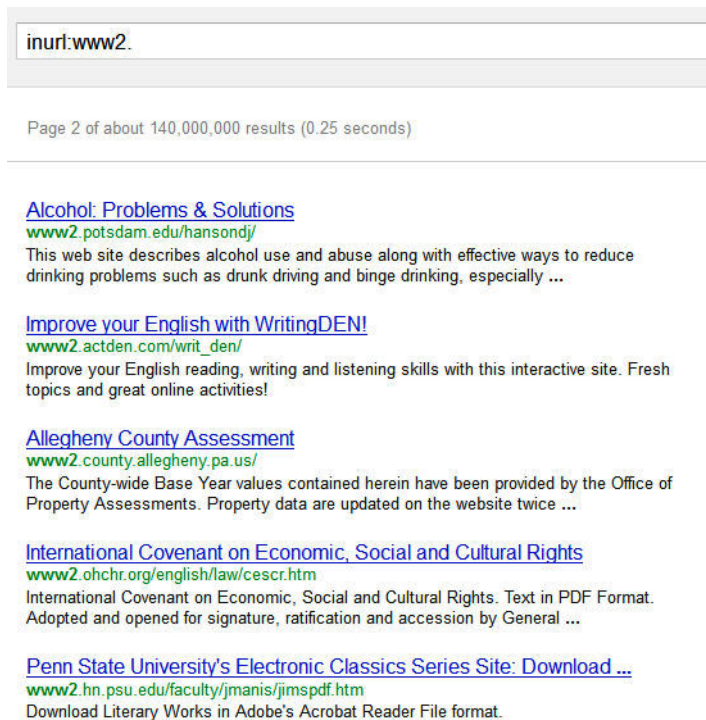 inurl:www2.
Page 2 of about 140,000,000 results (0.25 seconds)
Alcohol: Problems & Solutions
www2.potsdam.edu/hansondj/
This web site describes alcohol use and abuse along with effective ways to reduce
drinking problems such as drunk driving and binge drinking, especially ...
Improve your English with WritingDEN!
www2.actden.com/writ_den/
Improve your English reading, writing and listening skills with this interactive site. Fresh
topics and great online activities!
Allegheny County Assessment
www2.county.allegheny.pa.us/
The County-wide Base Year values contained herein have been provided by the Office of
Property Assessments. Property data are updated on the website twice ...
International Covenant on Economic, Social and Cultural Rights
www2.ohchr.org/english/law/cescr.htm
International Covenant on Economic, Social and Cultural Rights. Text in PDF Format.
Adopted and opened for signature, ratification and accession by General ...
Penn State University's Electronic Classics Series Site: Download ...
www2.hn.psu.edu/faculty/jmanis/jimspdf.htm
Download Literary Works in Adobe's Acrobat Reader File format.